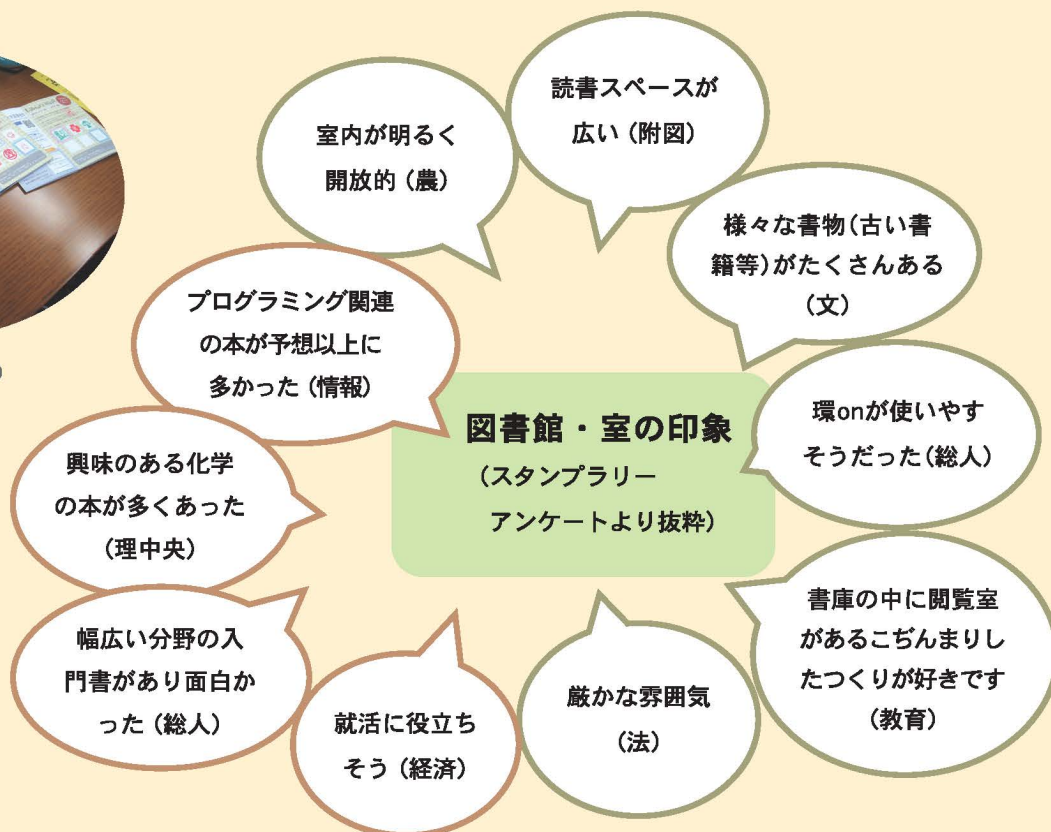 読書スペースが
広い（附図）
室内が明るく
開放的（農）
様々な書物（古い書
籍等）がたくさんある
（文）
プログラミング関連
の本が予想以上に
多かった（情報）
図書館・室の印象
（スタンプラリー
アンケートより抜粋）
環onが使いやす
そうだった（総人）
興味のある化学
の本が多くあった
（理中央）
書庫の中に閲覧室
があるこぢんまりし
たつくりが好きです
（教育）
幅広い分野の入
門書があり面白か
った（総人）
就活に役立ち
そう（経済）
厳かな雰囲気
（法）